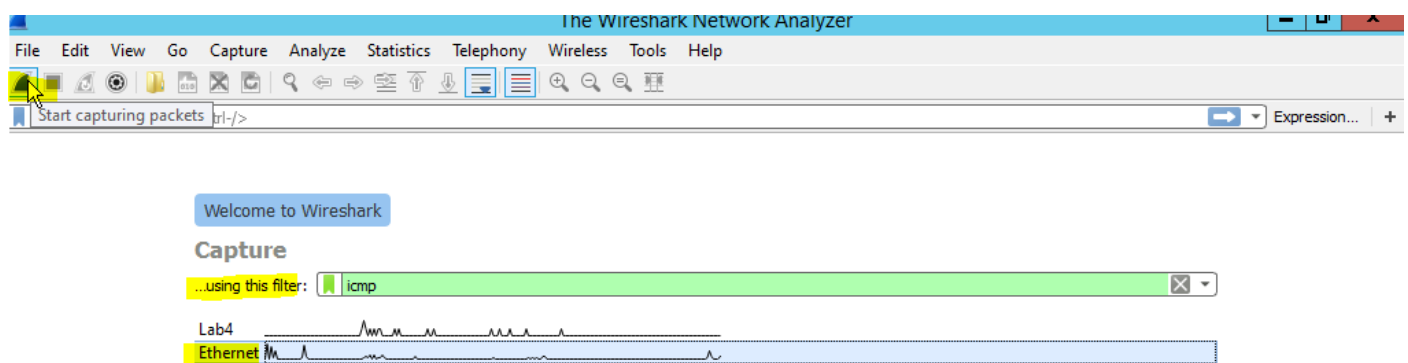 The Wireshark Network Analyzer
File Edit View Go Capture Analyze Statistics Telephony Wireless Tools Help
Start capturing packets trl-/> Expression... +
Welcome to Wireshark
Capture
...using this filter: icmp
Lab4
Ethernet